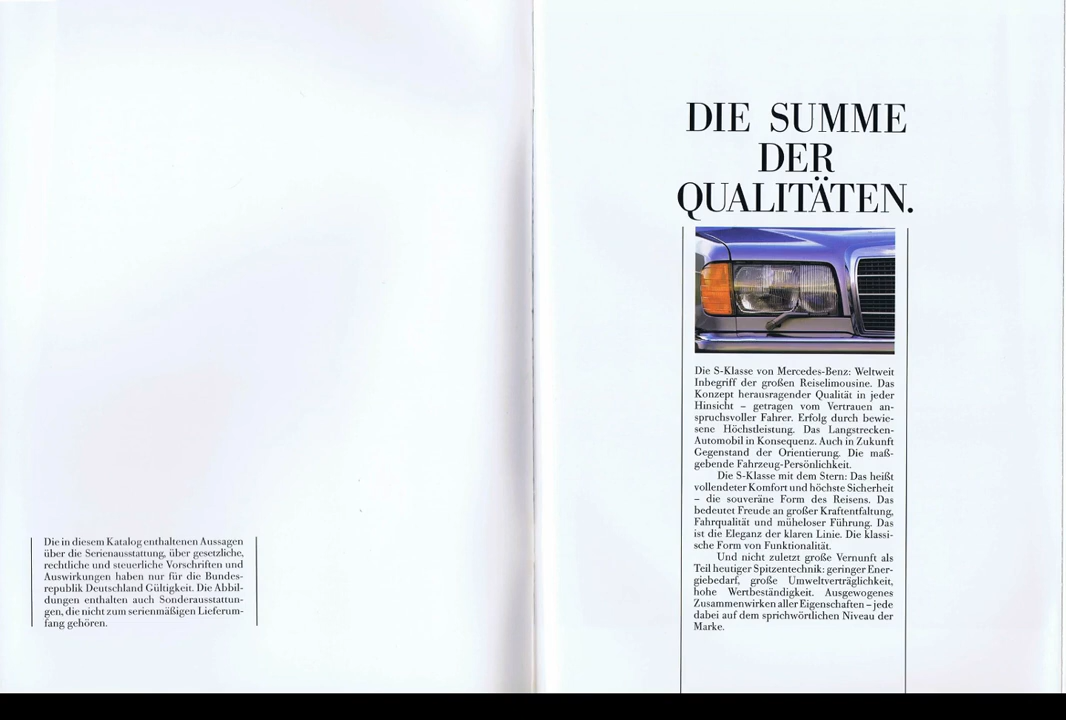 Die in diesem Katalog enthaltenen Aussagen
über die Serienausstattung, über gesetzliche,
rechtliche und steuerliche Vorschriften und
Auswirkungen haben nur für die Bundes-
republik Deutschland Gültigkeit. Die Abbil-
dungen enthalten auch Sonderausstattun-
gen, die nicht zum serienmäßigen Lieferum-
fang gehören.
DIE SUMME
DER
QUALITÄTEN.
Die S-Klasse von Mercedes-Benz: Weltweit
Inbegriff der großen Reiselimousine. Das
Konzept herausragender Qualität in jeder
Hinsicht – getragen vom Vertrauen an-
spruchsvoller Fahrer. Erfolg durch bewie-
sene Höchstleistung. Das Langstrecken-
Automobil in Konsequenz. Auch in Zukunft
Gegenstand der Orientierung. Die maß-
gebende Fahrzeug-Persönlichkeit.
Die S-Klasse mit dem Stern: Das heißt
vollendeter Komfort und höchste Sicherheit
– die souveräne Form des Reisens. Das
bedeutet Freude an großer Kraftentfaltung,
Fahrqualität und müheloser Führung. Das
ist die Eleganz der klaren Linie. Die klassi-
sche Form von Funktionalität.
Und nicht zuletzt große Vernunft als
Teil heutiger Spitzentechnik: geringer Ener-
giebedarf, große Umweltverträglichkeit,
hohe Wertbeständigkeit. Ausgewogenes
Zusammenwirken aller Eigenschaften – jede
dabei auf dem sprichwörtlichen Niveau der
Marke.